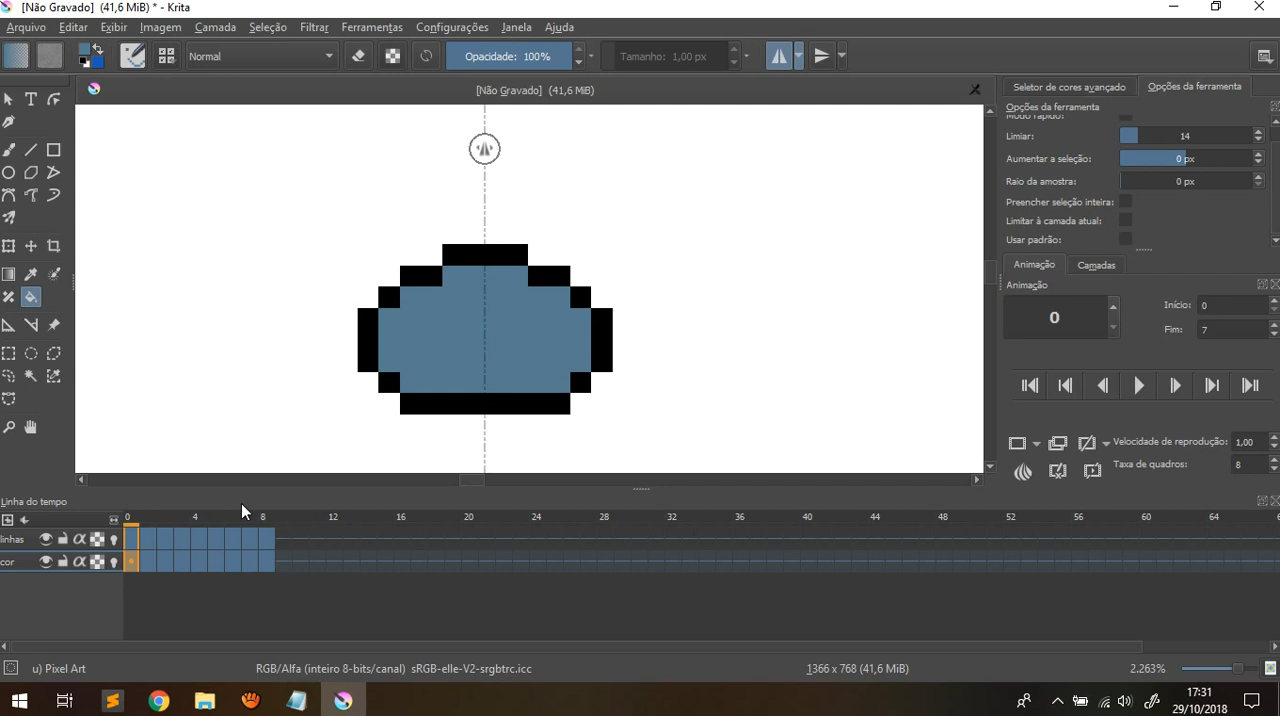 [Não Gravado] (41,6 MiB) * - Krita
Arquivo Editar Exibir Imagem Camada Seleção Filtrar Ferramentas Configurações Janela Ajuda
Normal Opacidade: 100% Tamanho: 1,00 px
[Não Gravado] (41,6 MiB)
Seletor de cores avançado Opções da ferramenta
Opções da ferramenta
Modo rápido:
Limiar: 14
Aumentar a seleção: 0 px
Raio da amostra: 0 px
Preencher seleção inteira:
Limitar à camada atual:
Usar padrão:
Animação Camadas
Animação
0 Início: 0
Fim: 7
Velocidade de reprodução: 1,00
Taxa de quadros: 8
Linha do tempo
0 4 8 12 16 20 24 28 32 36 40 44 48 52 56 60 64
linhas
cor
u) Pixel Art RGB/Alfa (inteiro 8-bits/canal) sRGB-elle-V2-srgbtrc.icc 1366 x 768 (41,6 MiB) 2.263%
17:31
29/10/2018